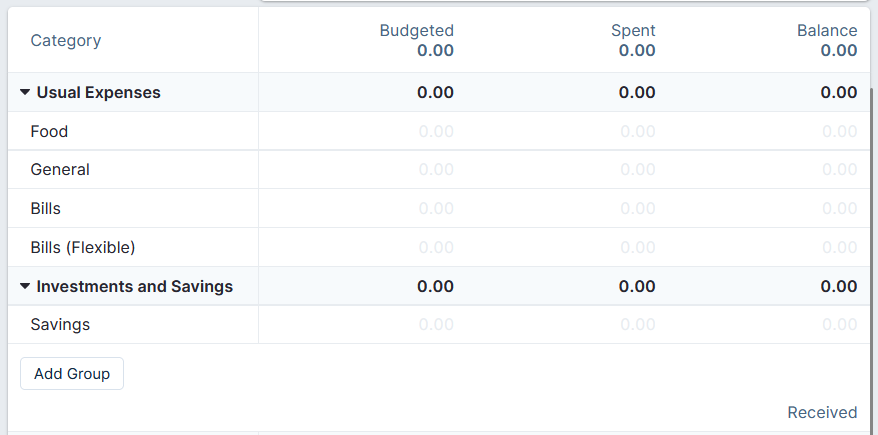 Category Budgeted Spent Balance
0.00 0.00 0.00
Usual Expenses 0.00 0.00 0.00
Food 0.00 0.00 0.00
General 0.00 0.00 0.00
Bills 0.00 0.00 0.00
Bills (Flexible) 0.00 0.00 0.00
Investments and Savings 0.00 0.00 0.00
Savings 0.00 0.00 0.00
Add Group
Received